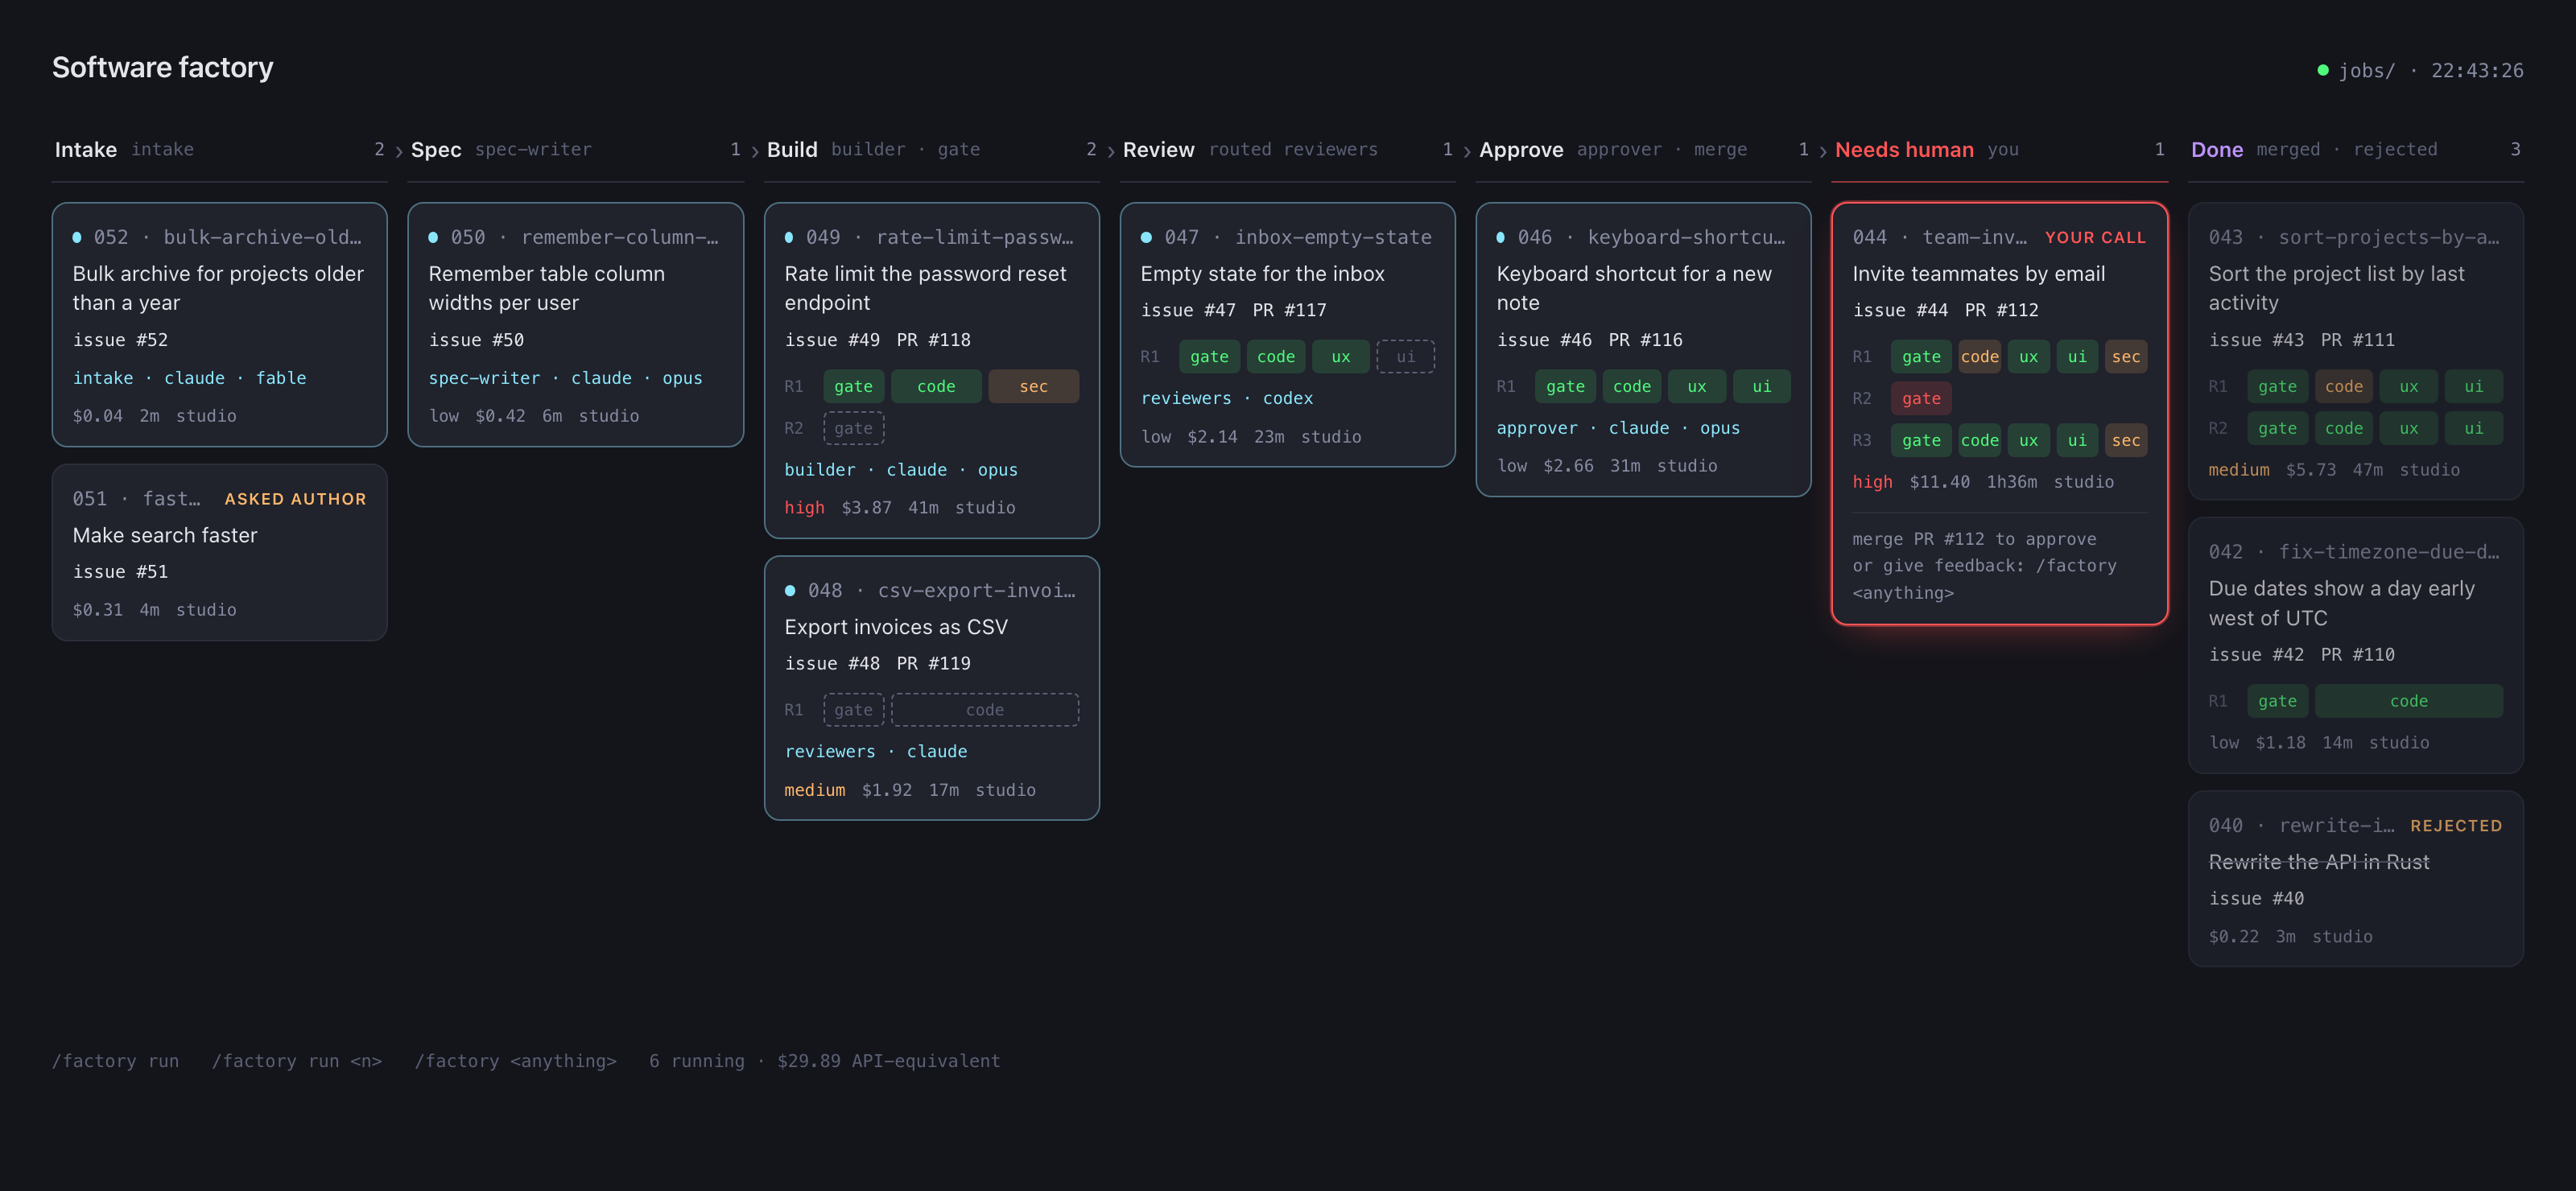 Software factory
jobs/ · 22:43:26
Intake intake 2 ›
Spec spec-writer 1 ›
Build builder · gate 2 ›
Review routed reviewers 1 ›
Approve approver · merge 1 ›
Needs human you 1
Done merged · rejected 3
052 · bulk-archive-old…
Bulk archive for projects older
than a year
issue #52
intake · claude · fable
$0.04 2m studio
051 · fast… ASKED AUTHOR
Make search faster
issue #51
$0.31 4m studio
050 · remember-column-…
Remember table column
widths per user
issue #50
spec-writer · claude · opus
low $0.42 6m studio
049 · rate-limit-passw…
Rate limit the password reset
endpoint
issue #49 PR #118
R1 gate code sec
R2 gate
builder · claude · opus
high $3.87 41m studio
048 · csv-export-invoi…
Export invoices as CSV
issue #48 PR #119
R1 gate code
reviewers · claude
medium $1.92 17m studio
047 · inbox-empty-state
Empty state for the inbox
issue #47 PR #117
R1 gate code ux ui
reviewers · codex
low $2.14 23m studio
046 · keyboard-shortcu…
Keyboard shortcut for a new
note
issue #46 PR #116
R1 gate code ux ui
approver · claude · opus
low $2.66 31m studio
044 · team-inv… YOUR CALL
Invite teammates by email
issue #44 PR #112
R1 gate code ux ui sec
R2 gate
R3 gate code ux ui sec
high $11.40 1h36m studio
merge PR #112 to approve
or give feedback: /factory
<anything>
043 · sort-projects-by-a…
Sort the project list by last
activity
issue #43 PR #111
R1 gate code ux ui
R2 gate code ux ui
medium $5.73 47m studio
042 · fix-timezone-due-d…
Due dates show a day early
west of UTC
issue #42 PR #110
R1 gate code
low $1.18 14m studio
040 · rewrite-i… REJECTED
Rewrite the API in Rust
issue #40
$0.22 3m studio
/factory run /factory run <n> /factory <anything> 6 running · $29.89 API-equivalent